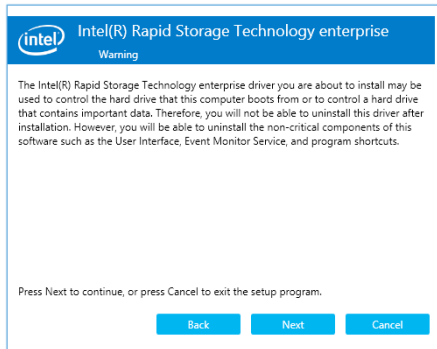 intel Intel(R) Rapid Storage Technology enterprise
Warning
The Intel(R) Rapid Storage Technology enterprise driver you are about to install may be
used to control the hard drive that this computer boots from or to control a hard drive
that contains important data. Therefore, you will not be able to uninstall this driver after
installation. However, you will be able to uninstall the non-critical components of this
software such as the User Interface, Event Monitor Service, and program shortcuts.
Press Next to continue, or press Cancel to exit the setup program.
Back Next Cancel